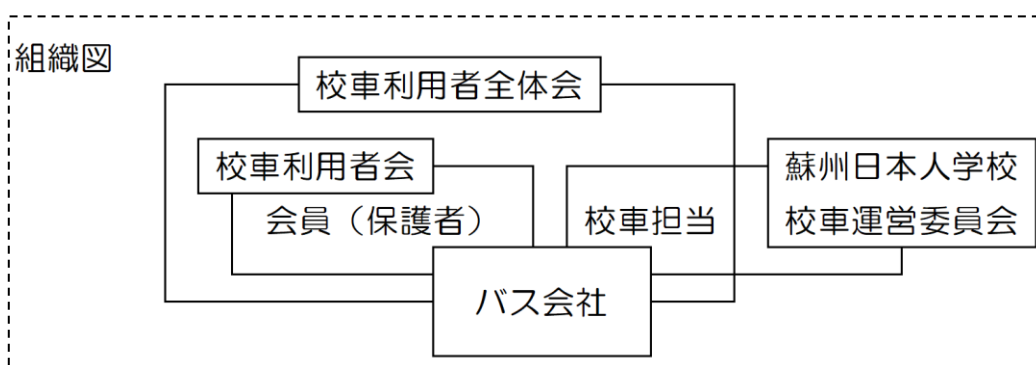 組織図
校車利用者全体会
校車利用者会
蘇州日本人学校
校車運営委員会
会員（保護者）
校車担当
バス会社